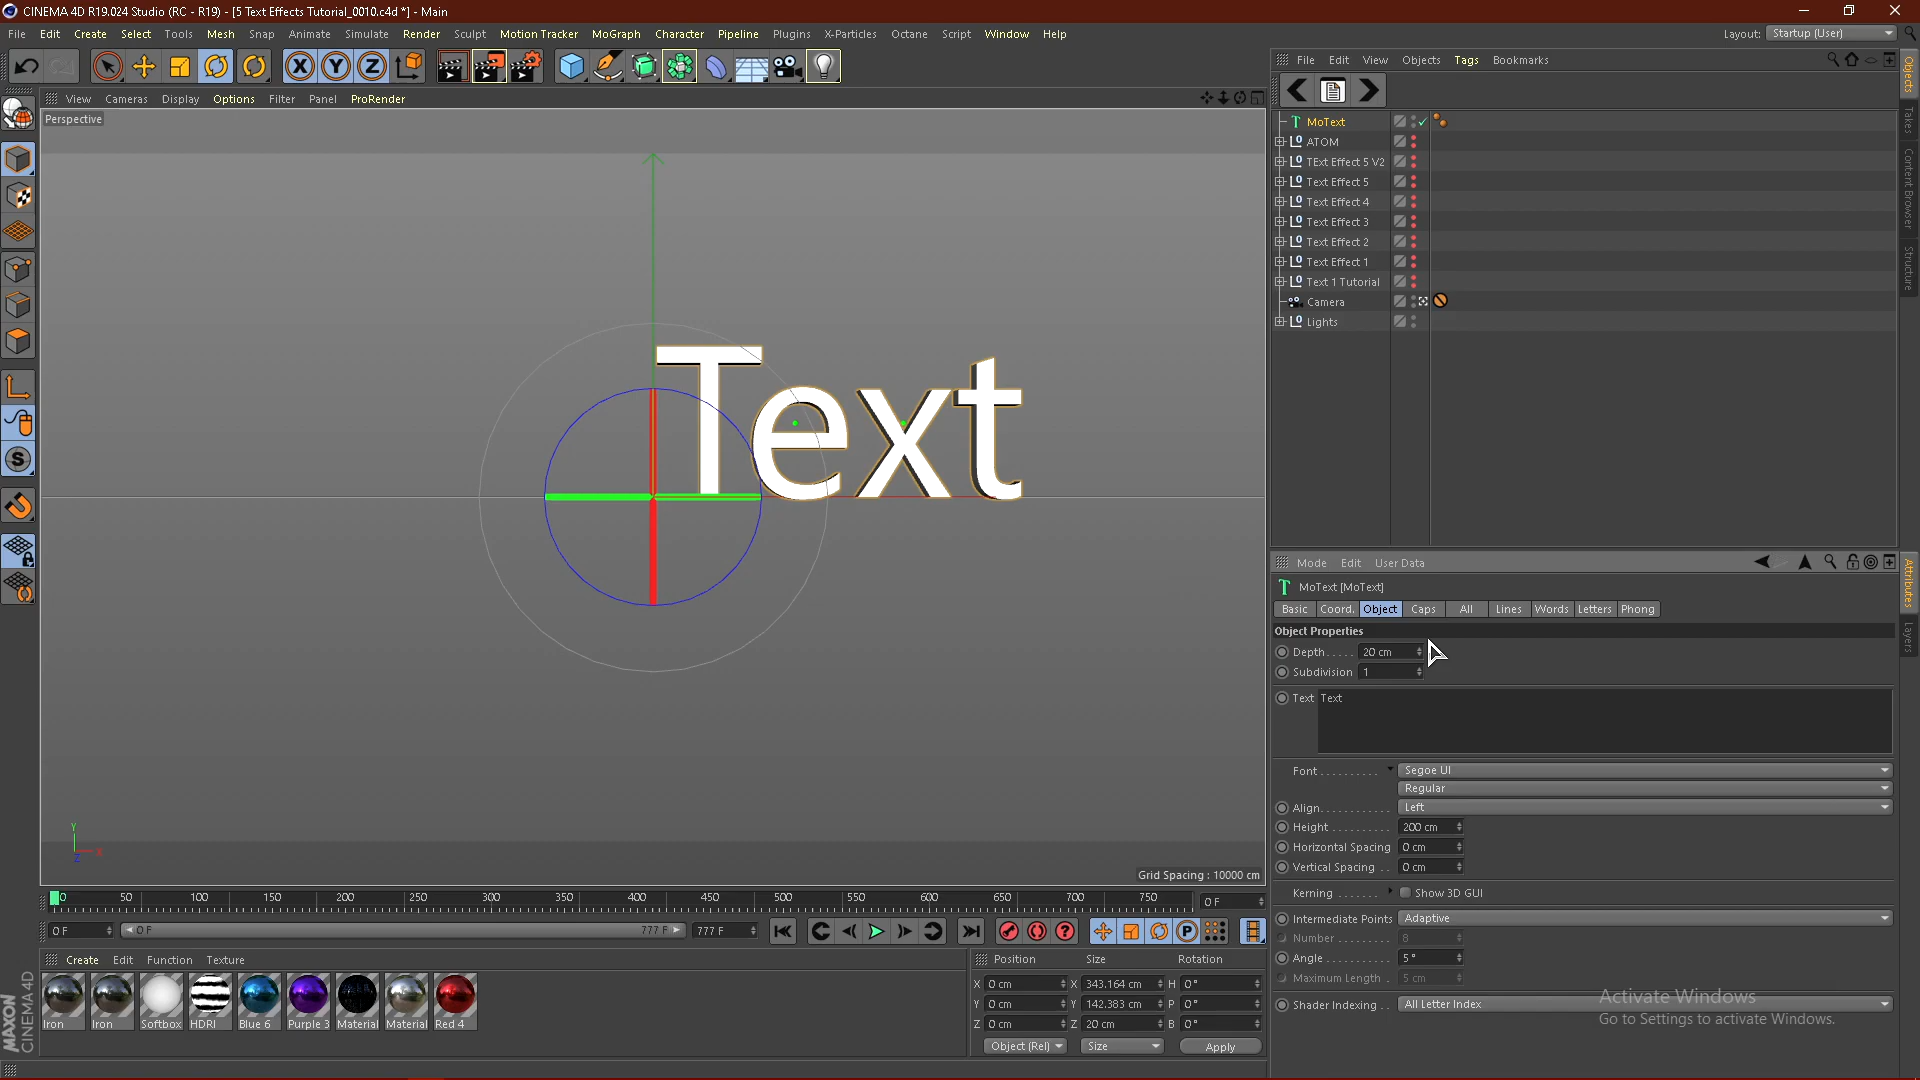 CINEMA 4D R19.024 Studio (RC - R19) - [5 Text Effects Tutorial_0010.c4d *] - Main
File Edit Create Select Tools Mesh Snap Animate Simulate Render Sculpt Motion Tracker MoGraph Character Pipeline Plugins X-Particles Octane Script Window Help
Layout: Startup (User)
File Edit View Objects Tags Bookmarks
View Cameras Display Options Filter Panel ProRender
Perspective
MoText
ATOM
TExt Effect 5 V2
Text Effect 5
Text Effect 4
Text Effect 3
Text Effect 2
Text Effect 1
Text 1 Tutorial
Camera
Lights
Objects
Takes
Content Browser
Structure
Text
Y
X
Z
Grid Spacing : 10000 cm
Mode Edit User Data
MoText [MoText]
Basic Coord. Object Caps All Lines Words Letters Phong
Object Properties
Depth..... 20 cm
Subdivision 1
Text Text
Font.......... Segoe UI
Regular
Align.......... Left
Height.......... 200 cm
Horizontal Spacing 0 cm
Vertical Spacing .. 0 cm
Kerning ....... Show 3D GUI
Intermediate Points Adaptive
Number.......... 8
Angle.......... 5°
Maximum Length . 5 cm
Shader Indexing . . All Letter Index
Attributes
Layers
Activate Windows
Go to Settings to activate Windows.
0 50 100 150 200 250 300 350 400 450 500 550 600 650 700 750 0 F
0 F 0 F 777 F 777 F
Create Edit Function Texture
Iron Iron Softbox HDRI Blue 6 Purple 3 Material Material Red 4
Position Size Rotation
X 0 cm X 343.164 cm H 0°
Y 0 cm Y 142.383 cm P 0°
Z 0 cm Z 20 cm B 0°
Object (Rel) Size Apply
MAXON
CINEMA 4D